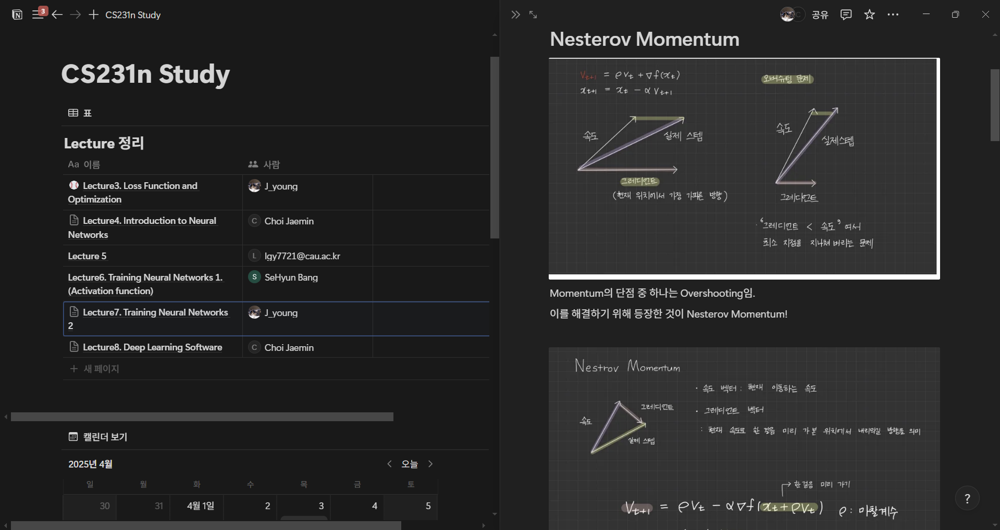 3
CS231n Study
CS231n Study
표
Lecture 정리
Aa 이름 사람
Lecture3. Loss Function and
Optimization
J_young
Lecture4. Introduction to Neural
Networks
C Choi Jaemin
Lecture 5
L lgy7721@cau.ac.kr
Lecture6. Training Neural Networks 1.
(Activation function)
S SeHyun Bang
Lecture7. Training Neural Networks
2
J_young
Lecture8. Deep Learning Software
C Choi Jaemin
새 페이지
캘린더 보기
2025년 4월
오늘
일 월 화 수 목 금 토
30 31 4월 1일 2 3 4 5
C 공유
Nesterov Momentum
V_{t+1} = ρv_t + ∇f(x_t)
x_{t+1} = x_t - αv_{t+1}
속도
실제 스텝
그레디언트
(현재 위치에서 가장 가파른 방향)
오버슈팅 문제
속도
실제스텝
그레디언트
· '그레디언트 < 속도' 여서
최소 지점을 지나쳐 버리는 문제
Momentum의 단점 중 하나는 Overshooting임.
이를 해결하기 위해 등장한 것이 Nesterov Momentum!
Nestrov Momentum
속도
그레디언트
실제 스텝
· 속도 벡터 : 현재 이동하는 속도
· 그레디언트 벡터
: 현재 속도로 한 걸음 미리 가 본 위치에서 내리막길 방향을 의미
→ 한 걸음 미리 가기
V_{t+1} = ρv_t - α∇f(x_t + ρv_t) ρ : 마찰계수
?